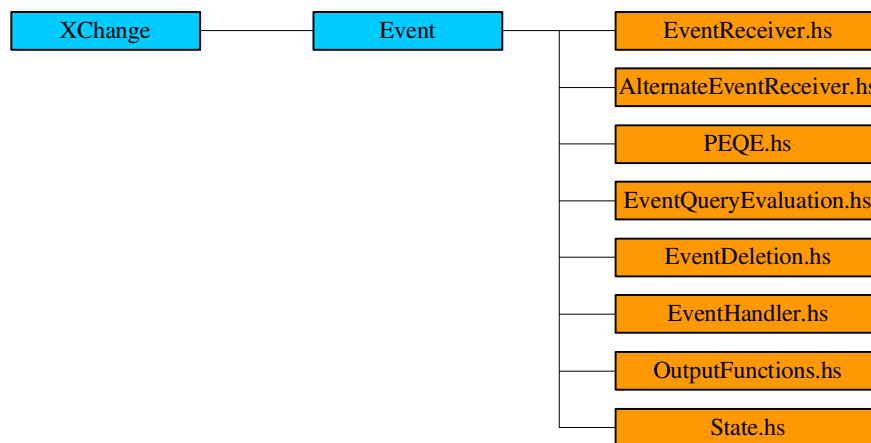 XChange
Event
EventReceiver.hs
AlternateEventReceiver.hs
PEQE.hs
EventQueryEvaluation.hs
EventDeletion.hs
EventHandler.hs
OutputFunctions.hs
State.hs